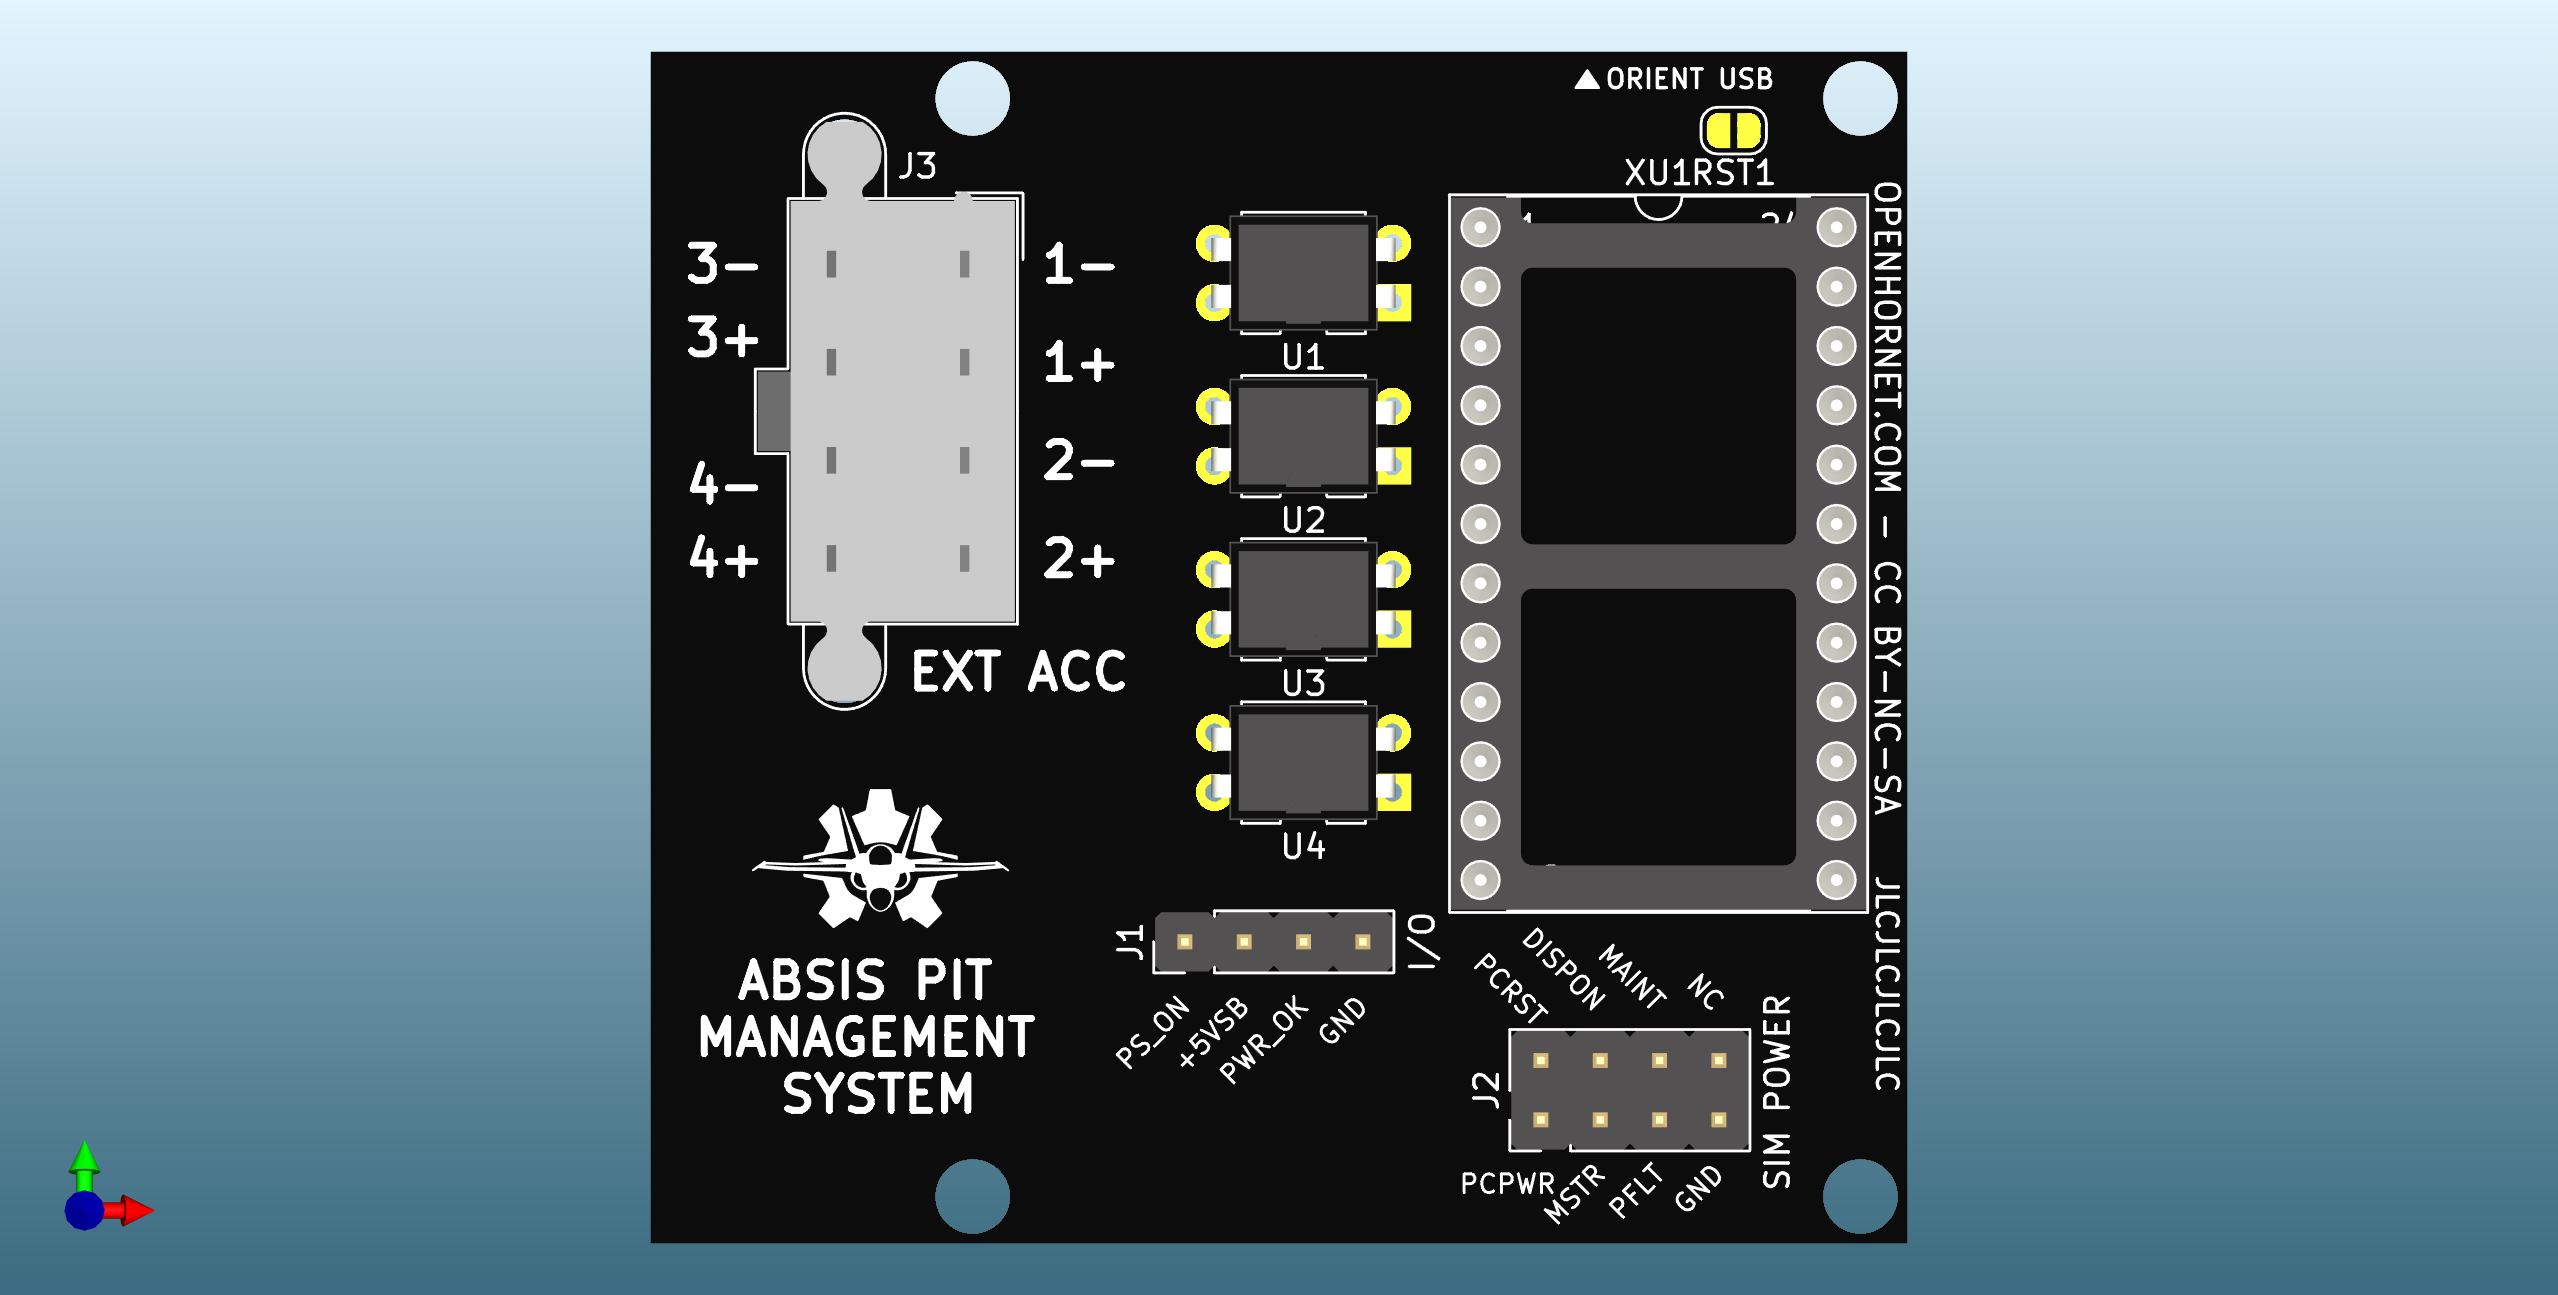 ORIENT USB
XU1RST1
J3
3-
3+
4-
4+
1-
1+
2-
2+
EXT ACC
U1
U2
U3
U4
1
OPENHORNET.COM - CC BY-NC-SA
JLCJLCJLCJLC
ABSIS PIT
MANAGEMENT
SYSTEM
J1
I/O
PS_ON
+5VSB
PWR_OK
GND
PCRST
DISPON
MAINT
NC
J2
SIM POWER
PCPWR
MSTR
PFLT
GND